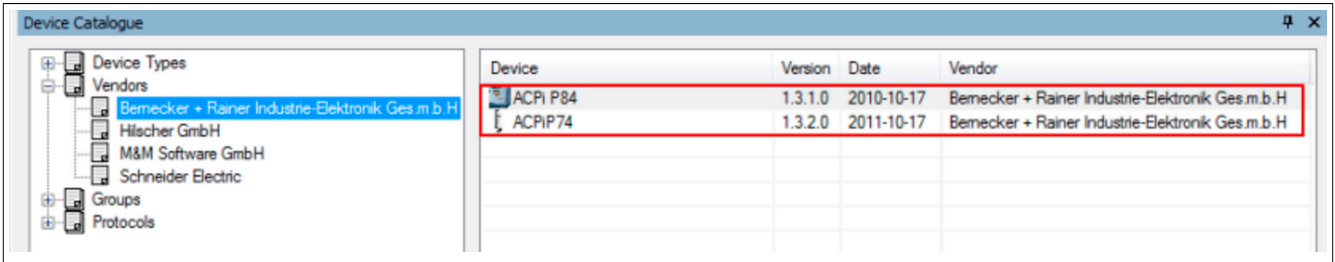 Device Catalogue
Device Types
Vendors
Bernecker + Rainer Industrie-Elektronik Ges.m.b.H
Hilscher GmbH
M&M Software GmbH
Schneider Electric
Groups
Protocols
Device Version Date Vendor
ACPi P84 1.3.1.0 2010-10-17 Bernecker + Rainer Industrie-Elektronik Ges.m.b.H
ACPiP74 1.3.2.0 2011-10-17 Bernecker + Rainer Industrie-Elektronik Ges.m.b.H